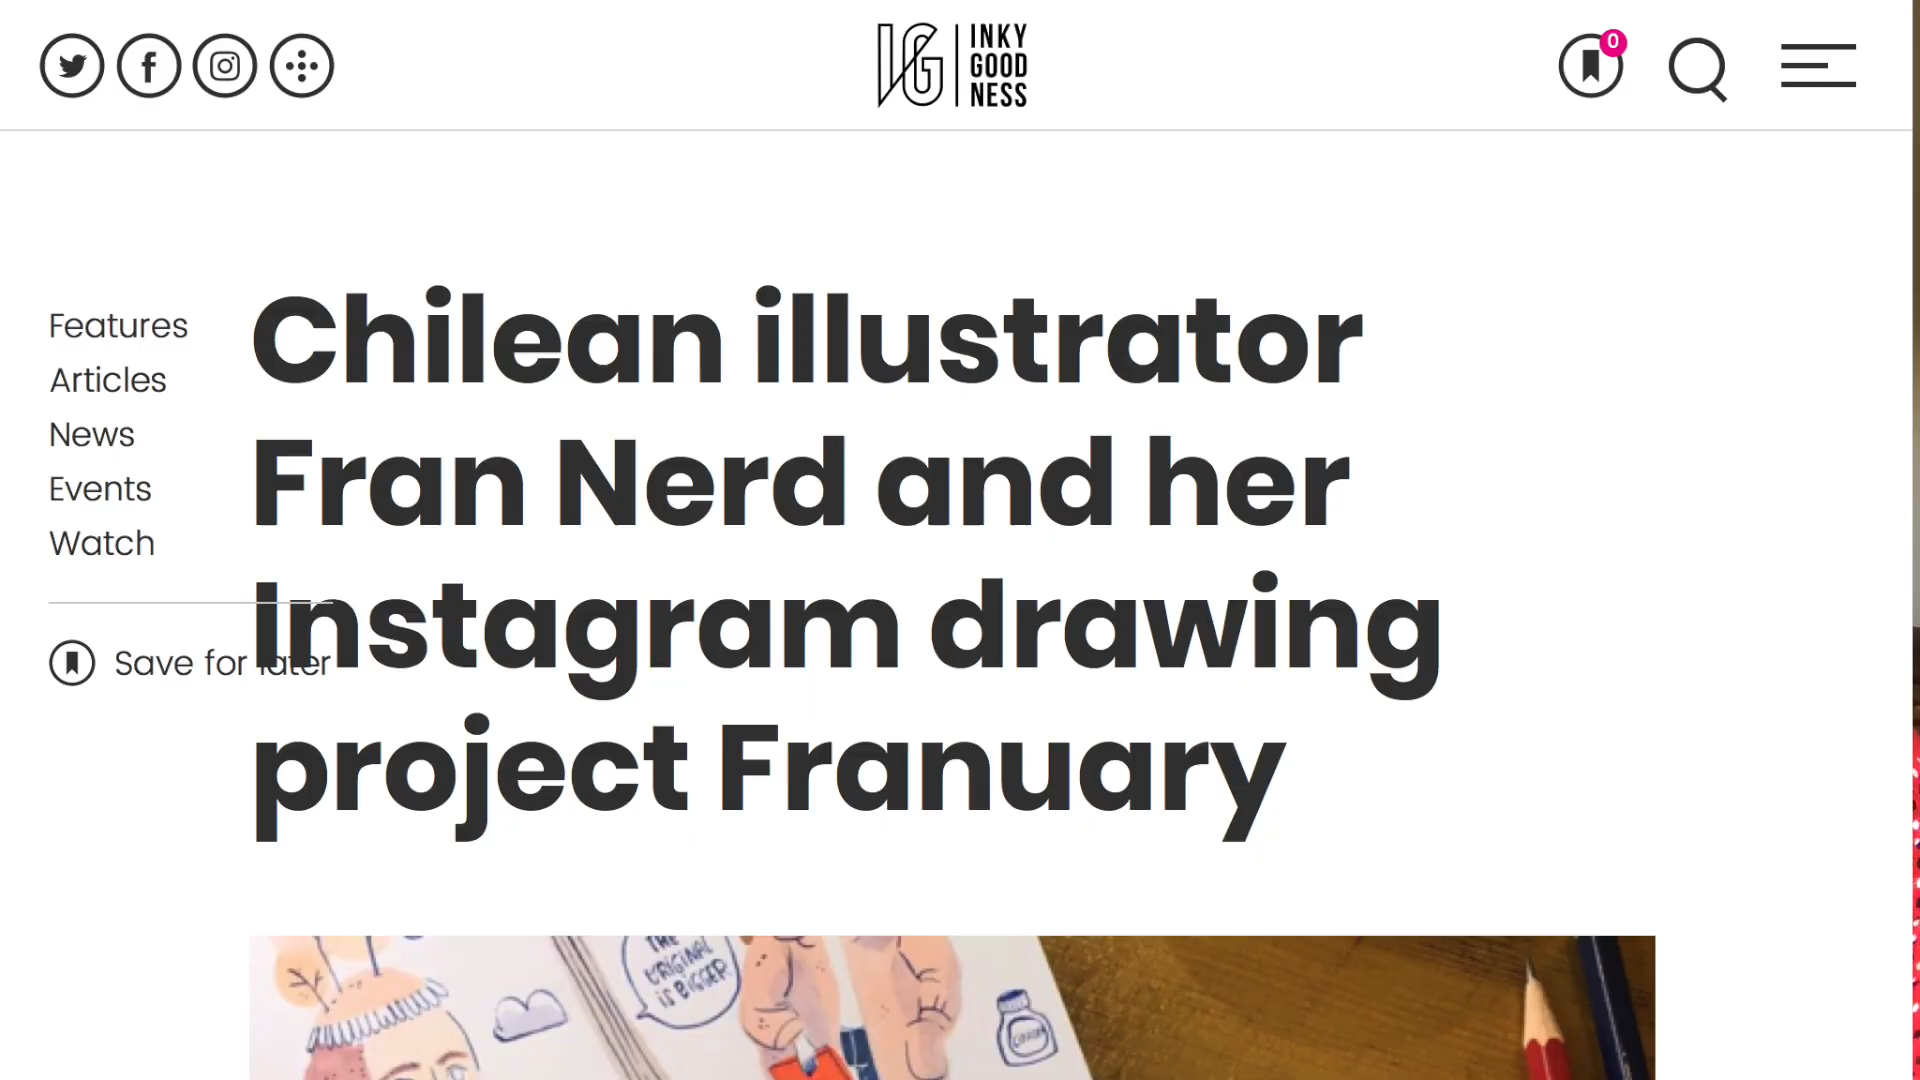 INKY
GOOD
NESS
0
Features
Articles
News
Events
Watch
Save for later
Chilean illustrator
Fran Nerd and her
Instagram drawing
project Franuary
THE
ORIGINAL
IS BIGGER